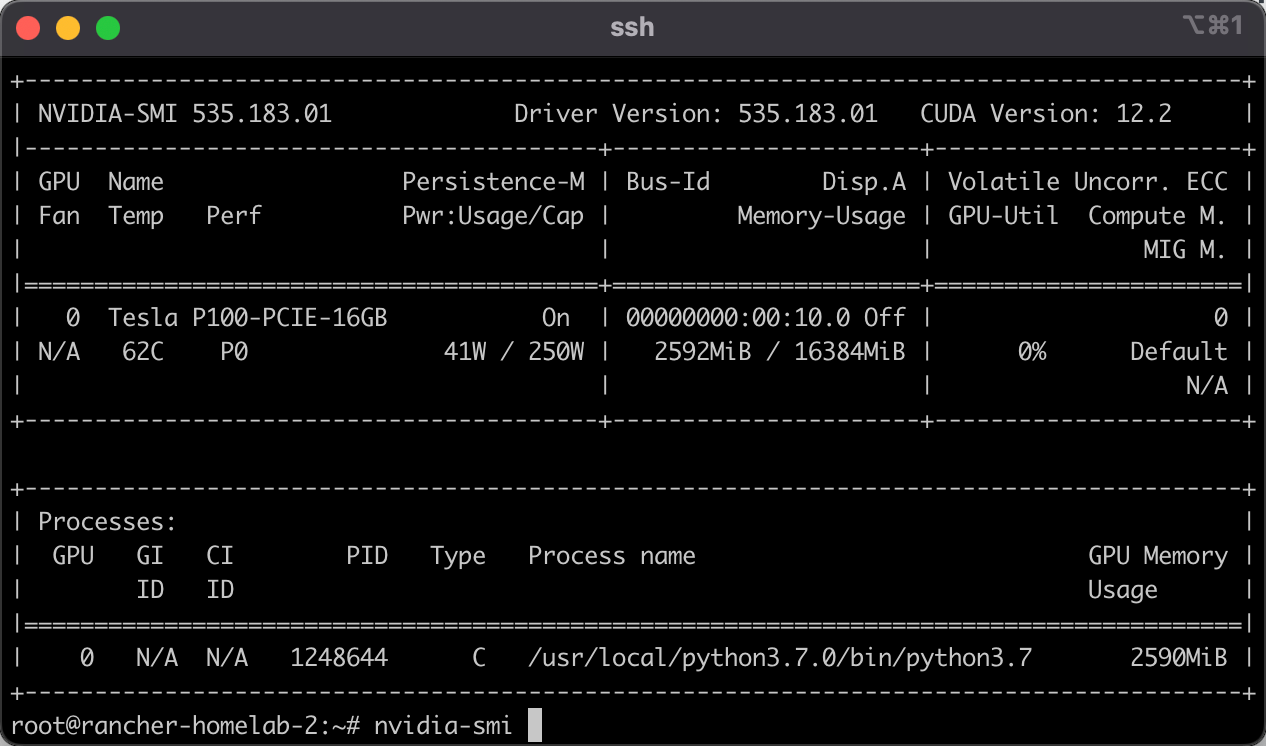 ssh ⌥⌘1
+---------------------------------------------------------------------------------------+
| NVIDIA-SMI 535.183.01             Driver Version: 535.183.01   CUDA Version: 12.2     |
|-----------------------------------------+----------------------+----------------------+
| GPU  Name                 Persistence-M | Bus-Id        Disp.A | Volatile Uncorr. ECC |
| Fan  Temp   Perf          Pwr:Usage/Cap |         Memory-Usage | GPU-Util  Compute M. |
|                                         |                      |               MIG M. |
|=========================================+======================+======================|
|   0  Tesla P100-PCIE-16GB           On  | 00000000:00:10.0 Off |                    0 |
| N/A   62C    P0              41W / 250W |   2592MiB / 16384MiB |      0%      Default |
|                                         |                      |                  N/A |
+-----------------------------------------+----------------------+----------------------+
+---------------------------------------------------------------------------------------+
| Processes:                                                                            |
|  GPU   GI   CI        PID   Type   Process name                            GPU Memory |
|        ID   ID                                                             Usage      |
|=======================================================================================|
|    0   N/A  N/A   1248644      C   /usr/local/python3.7.0/bin/python3.7       2590MiB |
+---------------------------------------------------------------------------------------+
root@rancher-homelab-2:~# nvidia-smi